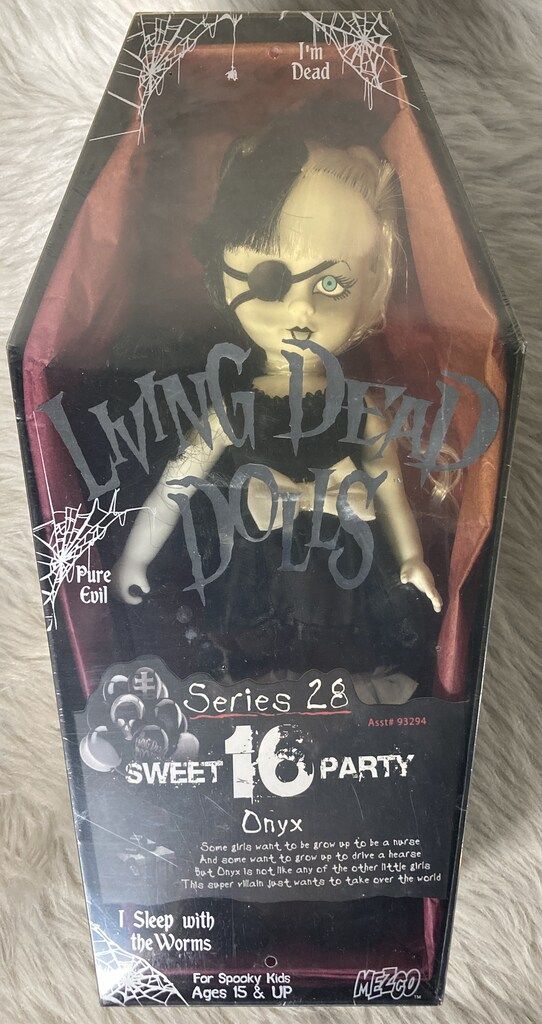 I'm
Dead
LIVING DEAD
DOLLS
Pure
Evil
Series 28
Asst# 93294
SWEET 16 PARTY
Onyx
Some girls want to be grow up to be a nurse
And some want to grow up to drive a hearse
But Onyx is not like any of the other little girls
This super villain just wants to take over the world
I Sleep with
the Worms
For Spooky Kids
Ages 15 & UP
MEZCO™